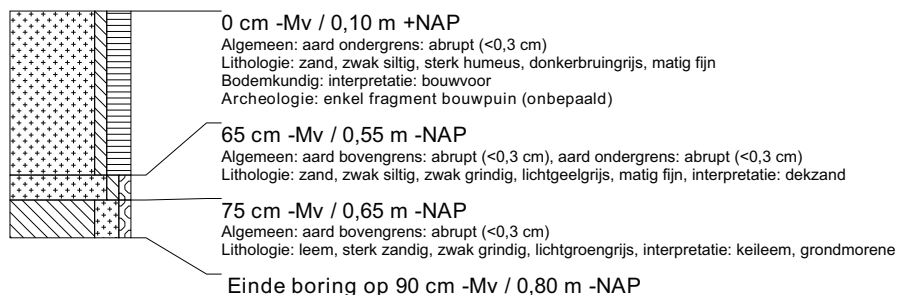 0 cm -Mv / 0,10 m +NAP
Algemeen: aard ondergrens: abrupt (<0,3 cm)
Lithologie: zand, zwak siltig, sterk humeus, donkerbruingrijs, matig fijn
Bodemkundig: interpretatie: bouwvoor
Archeologie: enkel fragment bouwpuin (onbepaald)
65 cm -Mv / 0,55 m -NAP
Algemeen: aard bovengrens: abrupt (<0,3 cm), aard ondergrens: abrupt (<0,3 cm)
Lithologie: zand, zwak siltig, zwak grindig, lichtgeelgrijs, matig fijn, interpretatie: dekzand
75 cm -Mv / 0,65 m -NAP
Algemeen: aard bovengrens: abrupt (<0,3 cm)
Lithologie: leem, sterk zandig, zwak grindig, lichtgroengrijs, interpretatie: keileem, grondmorene
Einde boring op 90 cm -Mv / 0,80 m -NAP